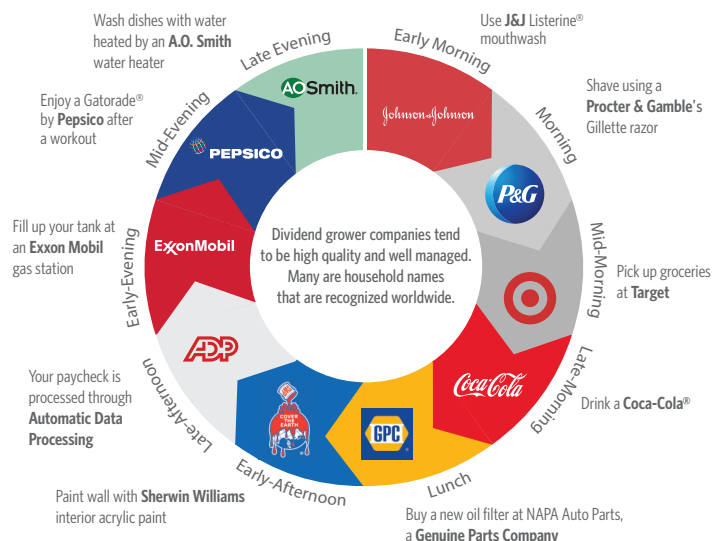 Wash dishes with water
heated by an A.O. Smith
water heater
Late Evening
AOSmith.
Early Morning
Johnson & Johnson
Use J&J Listerine®
mouthwash
Shave using a
Procter & Gamble's
Gillette razor
Morning
P&G
Mid-Morning
Pick up groceries
at Target
Late-Morning
Coca-Cola
Drink a Coca-Cola®
Lunch
GPC
Buy a new oil filter at NAPA Auto Parts,
a Genuine Parts Company
Early-Afternoon
COVER
THE
EARTH
Paint wall with Sherwin Williams
interior acrylic paint
Late-Afternoon
ADP
Your paycheck is
processed through
Automatic Data
Processing
Early-Evening
ExxonMobil
Fill up your tank at
an Exxon Mobil
gas station
Mid-Evening
PEPSICO
Enjoy a Gatorade®
by Pepsico after
a workout
Dividend grower companies tend
to be high quality and well managed.
Many are household names
that are recognized worldwide.